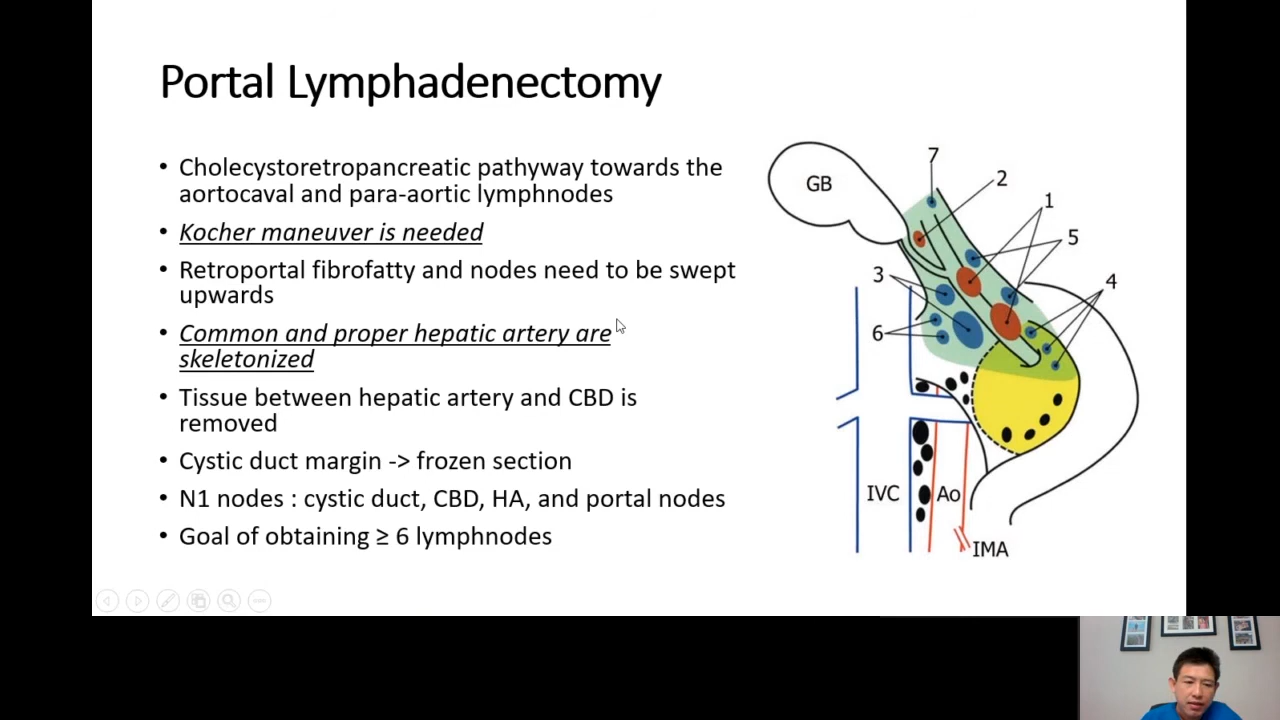 Portal Lymphadenectomy
• Cholecystoretropancreatic pathyway towards the
aortocaval and para-aortic lymphnodes
• Kocher maneuver is needed
• Retroportal fibrofatty and nodes need to be swept
upwards
• Common and proper hepatic artery are
skeletonized
• Tissue between hepatic artery and CBD is
removed
• Cystic duct margin -> frozen section
• N1 nodes : cystic duct, CBD, HA, and portal nodes
• Goal of obtaining ≥ 6 lymphnodes
7
2
GB
1
5
3
4
6
IVC
Ao
IMA